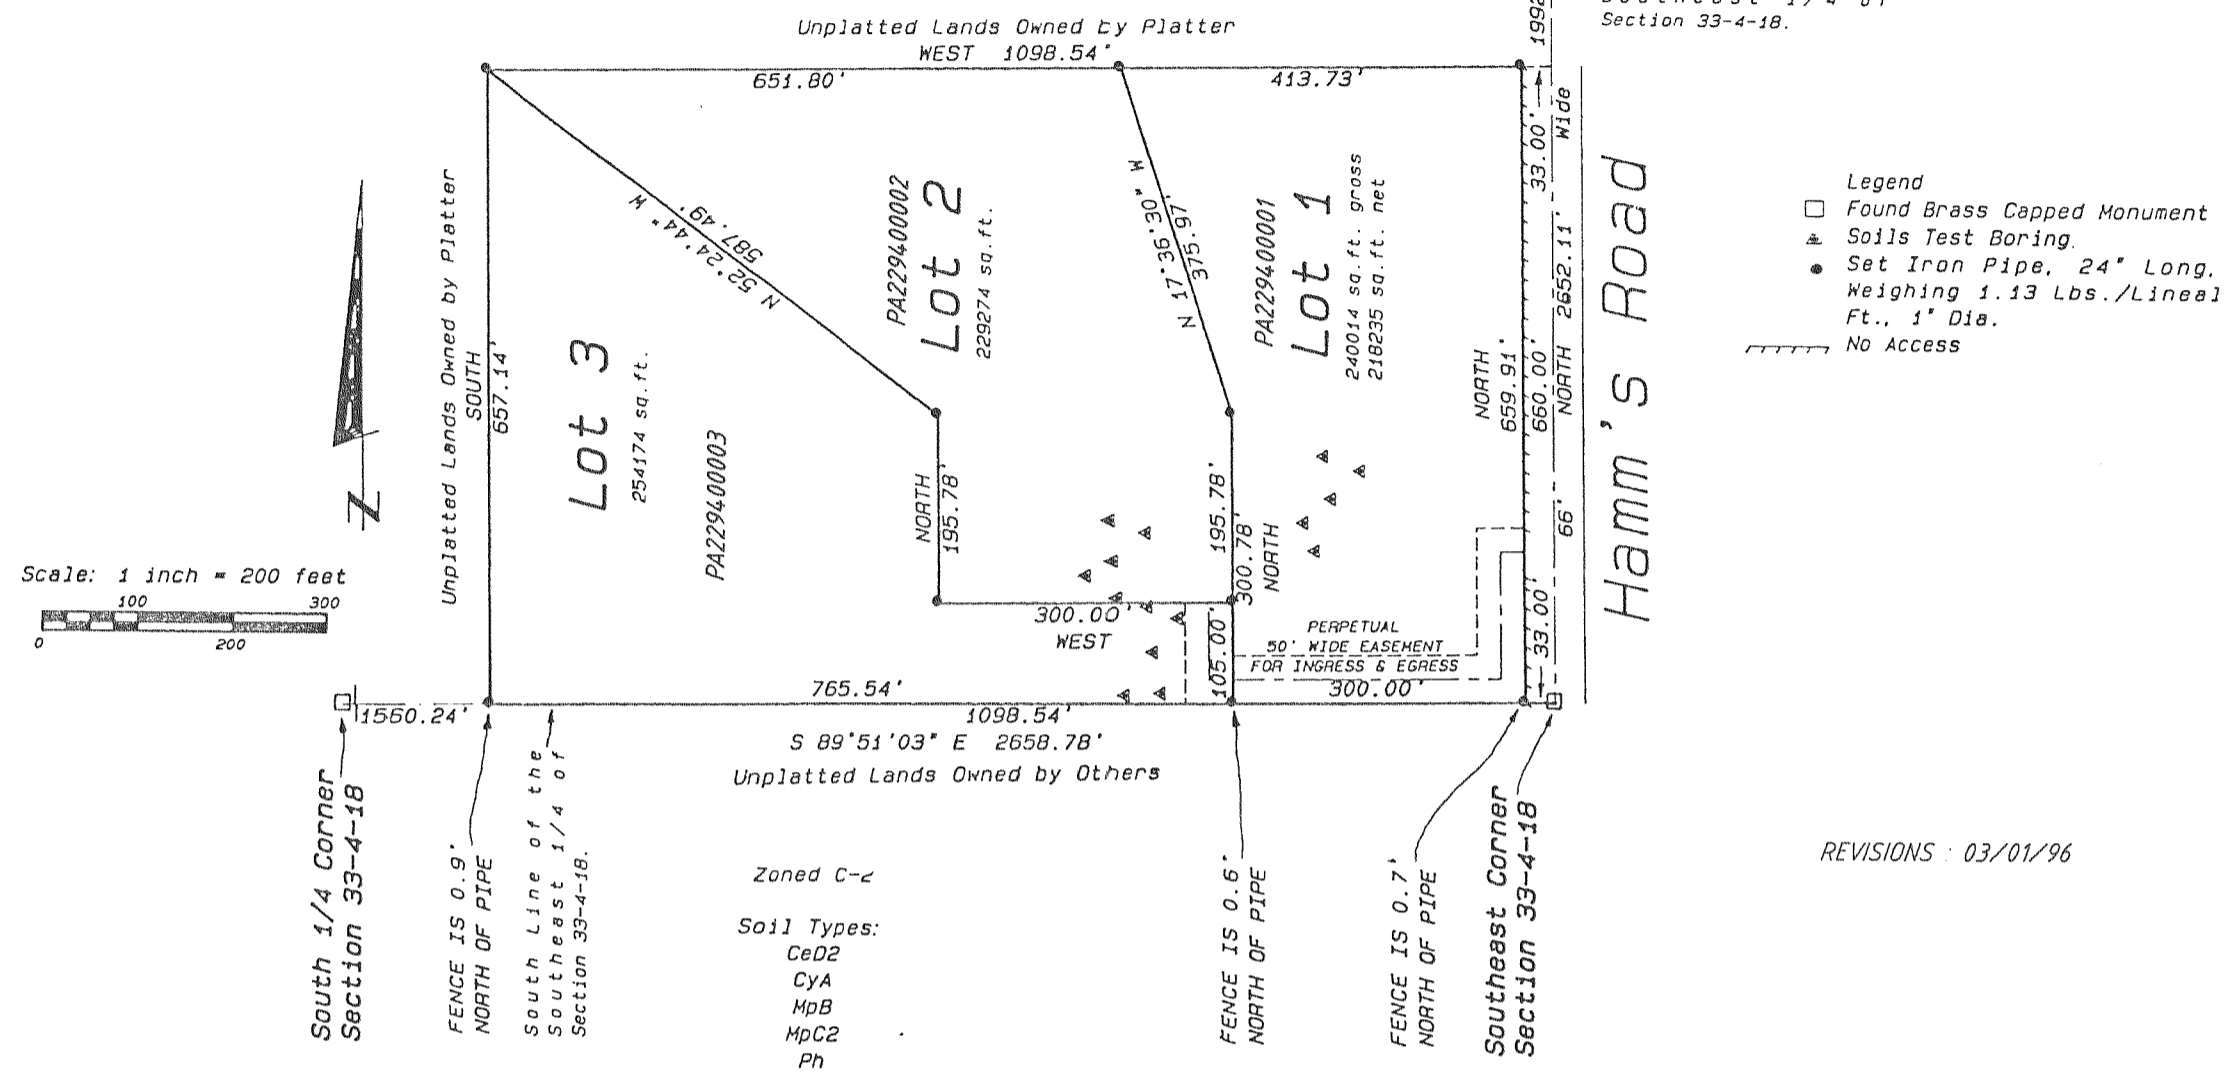 Unplatted Lands Owned by Platter
WEST 1098.54'
651.80'
413.73'
1992
Section 33-4-18.
33.00'
Wide
Unplatted Lands Owned by Platter
SOUTH
657.14'
N 52°24'44" W
587.49'
PA229400002
Lot 2
229274 sq.ft.
N 17°36'30" W
375.97'
PA229400001
Lot 1
240014 sq.ft. gross
218235 sq.ft. net
NORTH
659.91'
660.00'
NORTH 2652.11'
66'
33.00'
Hamm's Road
Legend
Found Brass Capped Monument
Soils Test Boring.
Set Iron Pipe, 24" Long,
Weighing 1.13 Lbs./Lineal
Ft., 1" Dia.
No Access
Lot 3
254174 sq.ft.
PA229400003
NORTH
195.78'
195.78'
300.78'
NORTH
N
Scale: 1 inch = 200 feet
100 300
0 200
300.00'
WEST
105.00'
PERPETUAL
50' WIDE EASEMENT
FOR INGRESS & EGRESS
300.00'
765.54'
1560.24'
1098.54'
S 89°51'03" E 2658.78'
Unplatted Lands Owned by Others
South 1/4 Corner
Section 33-4-18
FENCE IS 0.9'
NORTH OF PIPE
South Line of the
Southeast 1/4 of
Section 33-4-18.
Zoned C-2
Soil Types:
CeD2
CyA
MpB
MpC2
Ph
FENCE IS 0.6'
NORTH OF PIPE
FENCE IS 0.7'
NORTH OF PIPE
Southeast Corner
Section 33-4-18
REVISIONS : 03/01/96